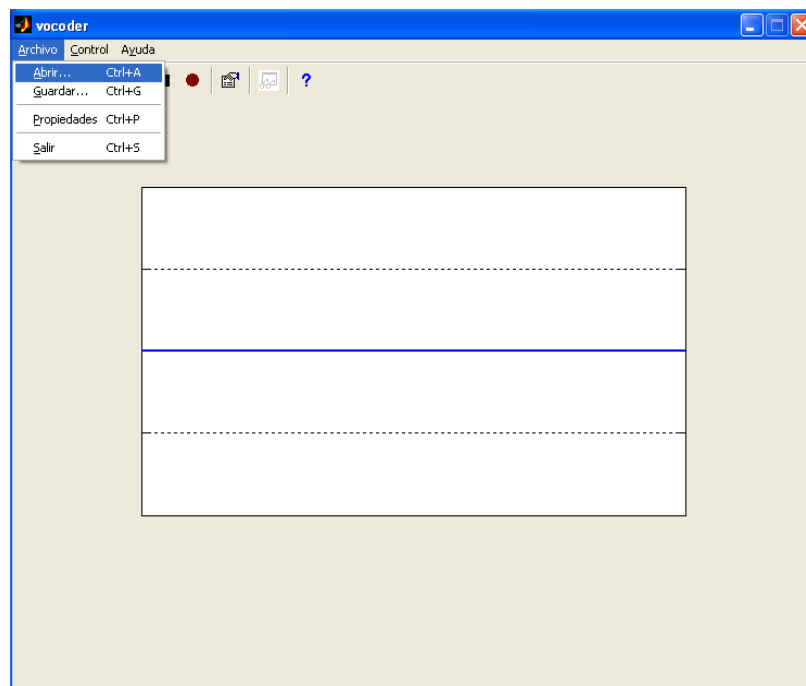 vocoder
Archivo Control Ayuda
Abrir... Ctrl+A
Guardar... Ctrl+G
Propiedades Ctrl+P
Salir Ctrl+S
?